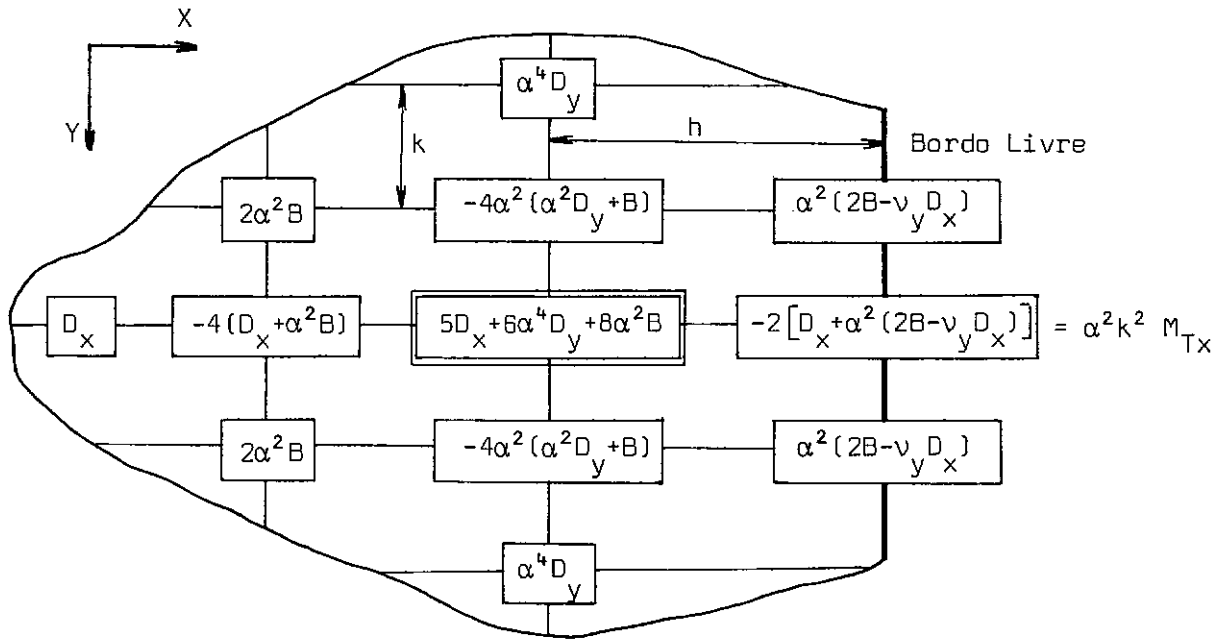 X
Y
α⁴D_y
k
h
Bordo Livre
2α²B
-4α²(α²D_y+B)
α²(2B-ν_yD_x)
D_x
-4(D_x+α²B)
5D_x+6α⁴D_y+8α²B
-2[D_x+α²(2B-ν_yD_x)] = α²k² M_Tx
2α²B
-4α²(α²D_y+B)
α²(2B-ν_yD_x)
α⁴D_y